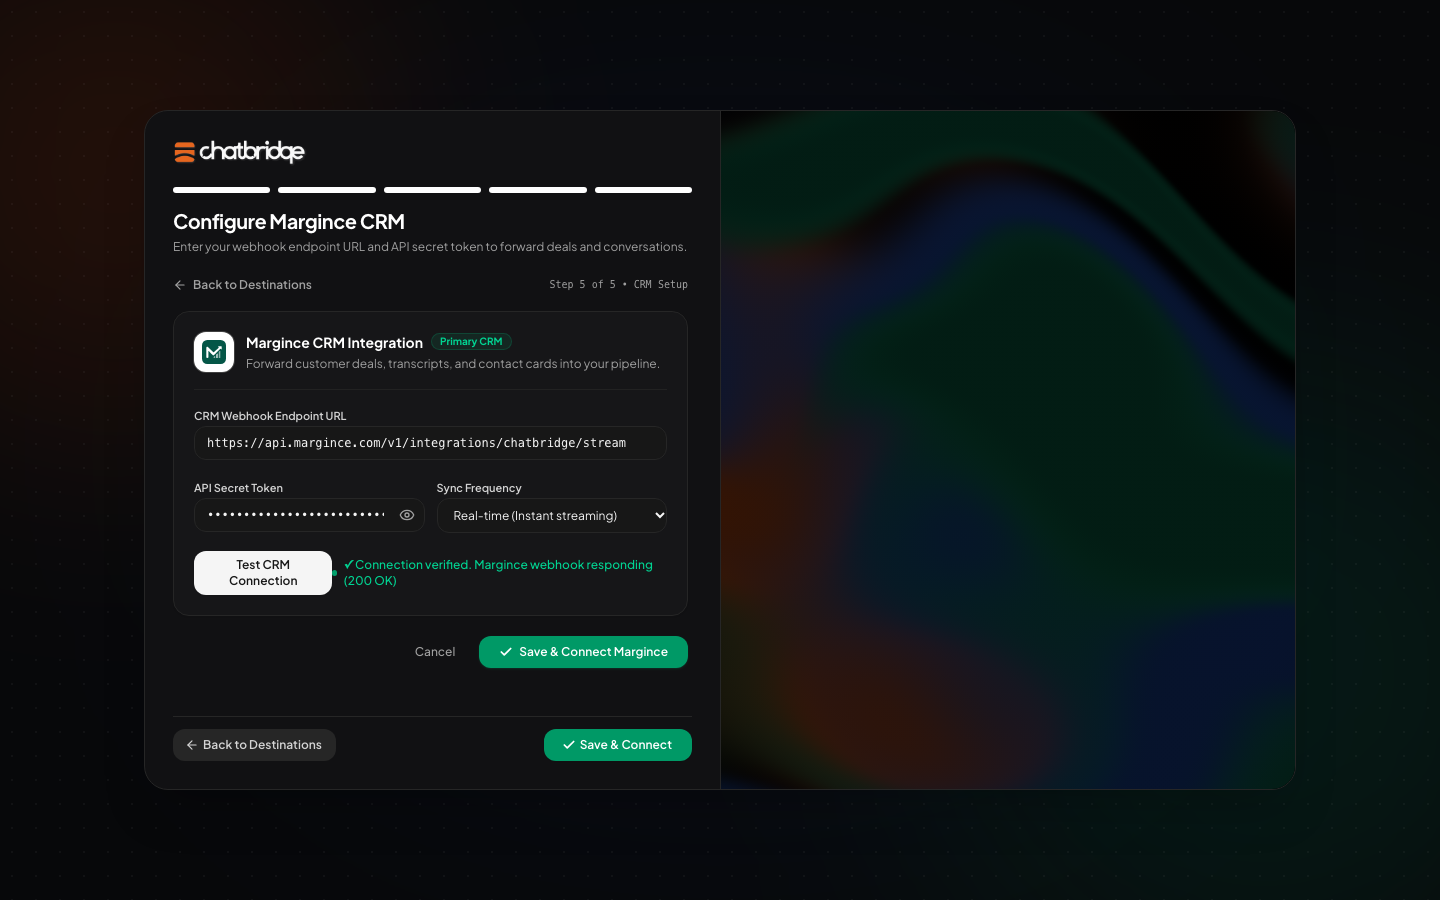 chatbridge
Configure Margince CRM
Enter your webhook endpoint URL and API secret token to forward deals and conversations.
← Back to Destinations
Step 5 of 5 • CRM Setup
Margince CRM Integration
Primary CRM
Forward customer deals, transcripts, and contact cards into your pipeline.
CRM Webhook Endpoint URL
https://api.margince.com/v1/integrations/chatbridge/stream
API Secret Token
Sync Frequency
••••••••••••••••••••••••
Real-time (Instant streaming)
Test CRM
Connection
✓Connection verified. Margince webhook responding
(200 OK)
Cancel
✓ Save & Connect Margince
← Back to Destinations
✓ Save & Connect